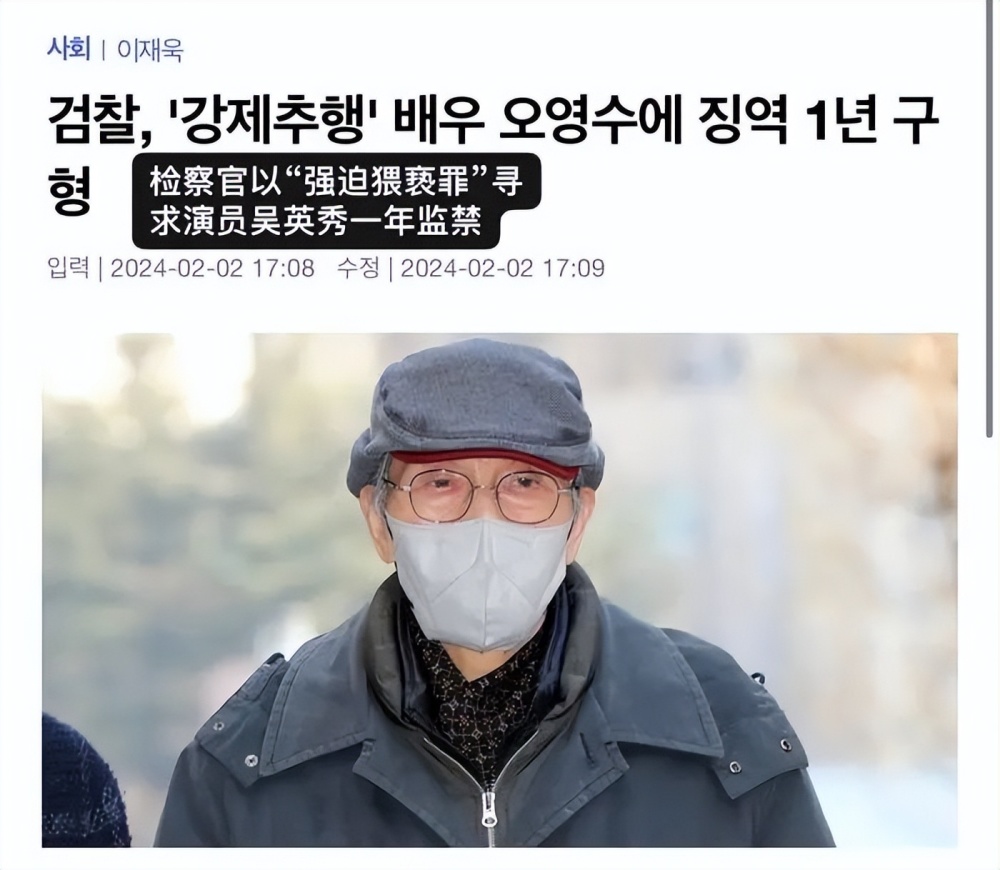 사회 | 이재욱
검찰, '강제추행' 배우 오영수에 징역 1년 구
형
检察官以“强迫猥亵罪”寻
求演员吴英秀一年监禁
입력 | 2024-02-02 17:08 수정 | 2024-02-02 17:09